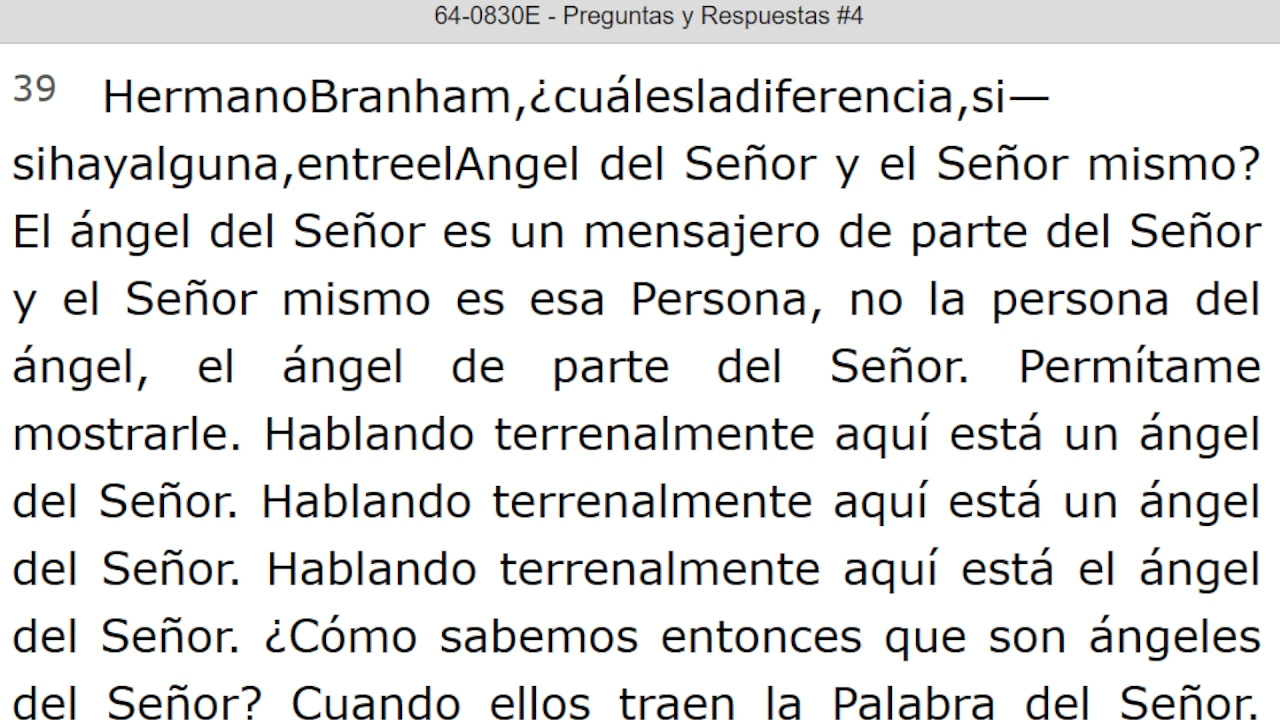 64-0830E - Preguntas y Respuestas #4
39 HermanoBranham,¿cuálesladiferencia,si—
sihayalguna,entreelAngel del Señor y el Señor mismo?
El ángel del Señor es un mensajero de parte del Señor
y el Señor mismo es esa Persona, no la persona del
ángel, el ángel de parte del Señor. Permítame
mostrarle. Hablando terrenalmente aquí está un ángel
del Señor. Hablando terrenalmente aquí está un ángel
del Señor. Hablando terrenalmente aquí está el ángel
del Señor. ¿Cómo sabemos entonces que son ángeles
del Señor? Cuando ellos traen la Palabra del Señor.